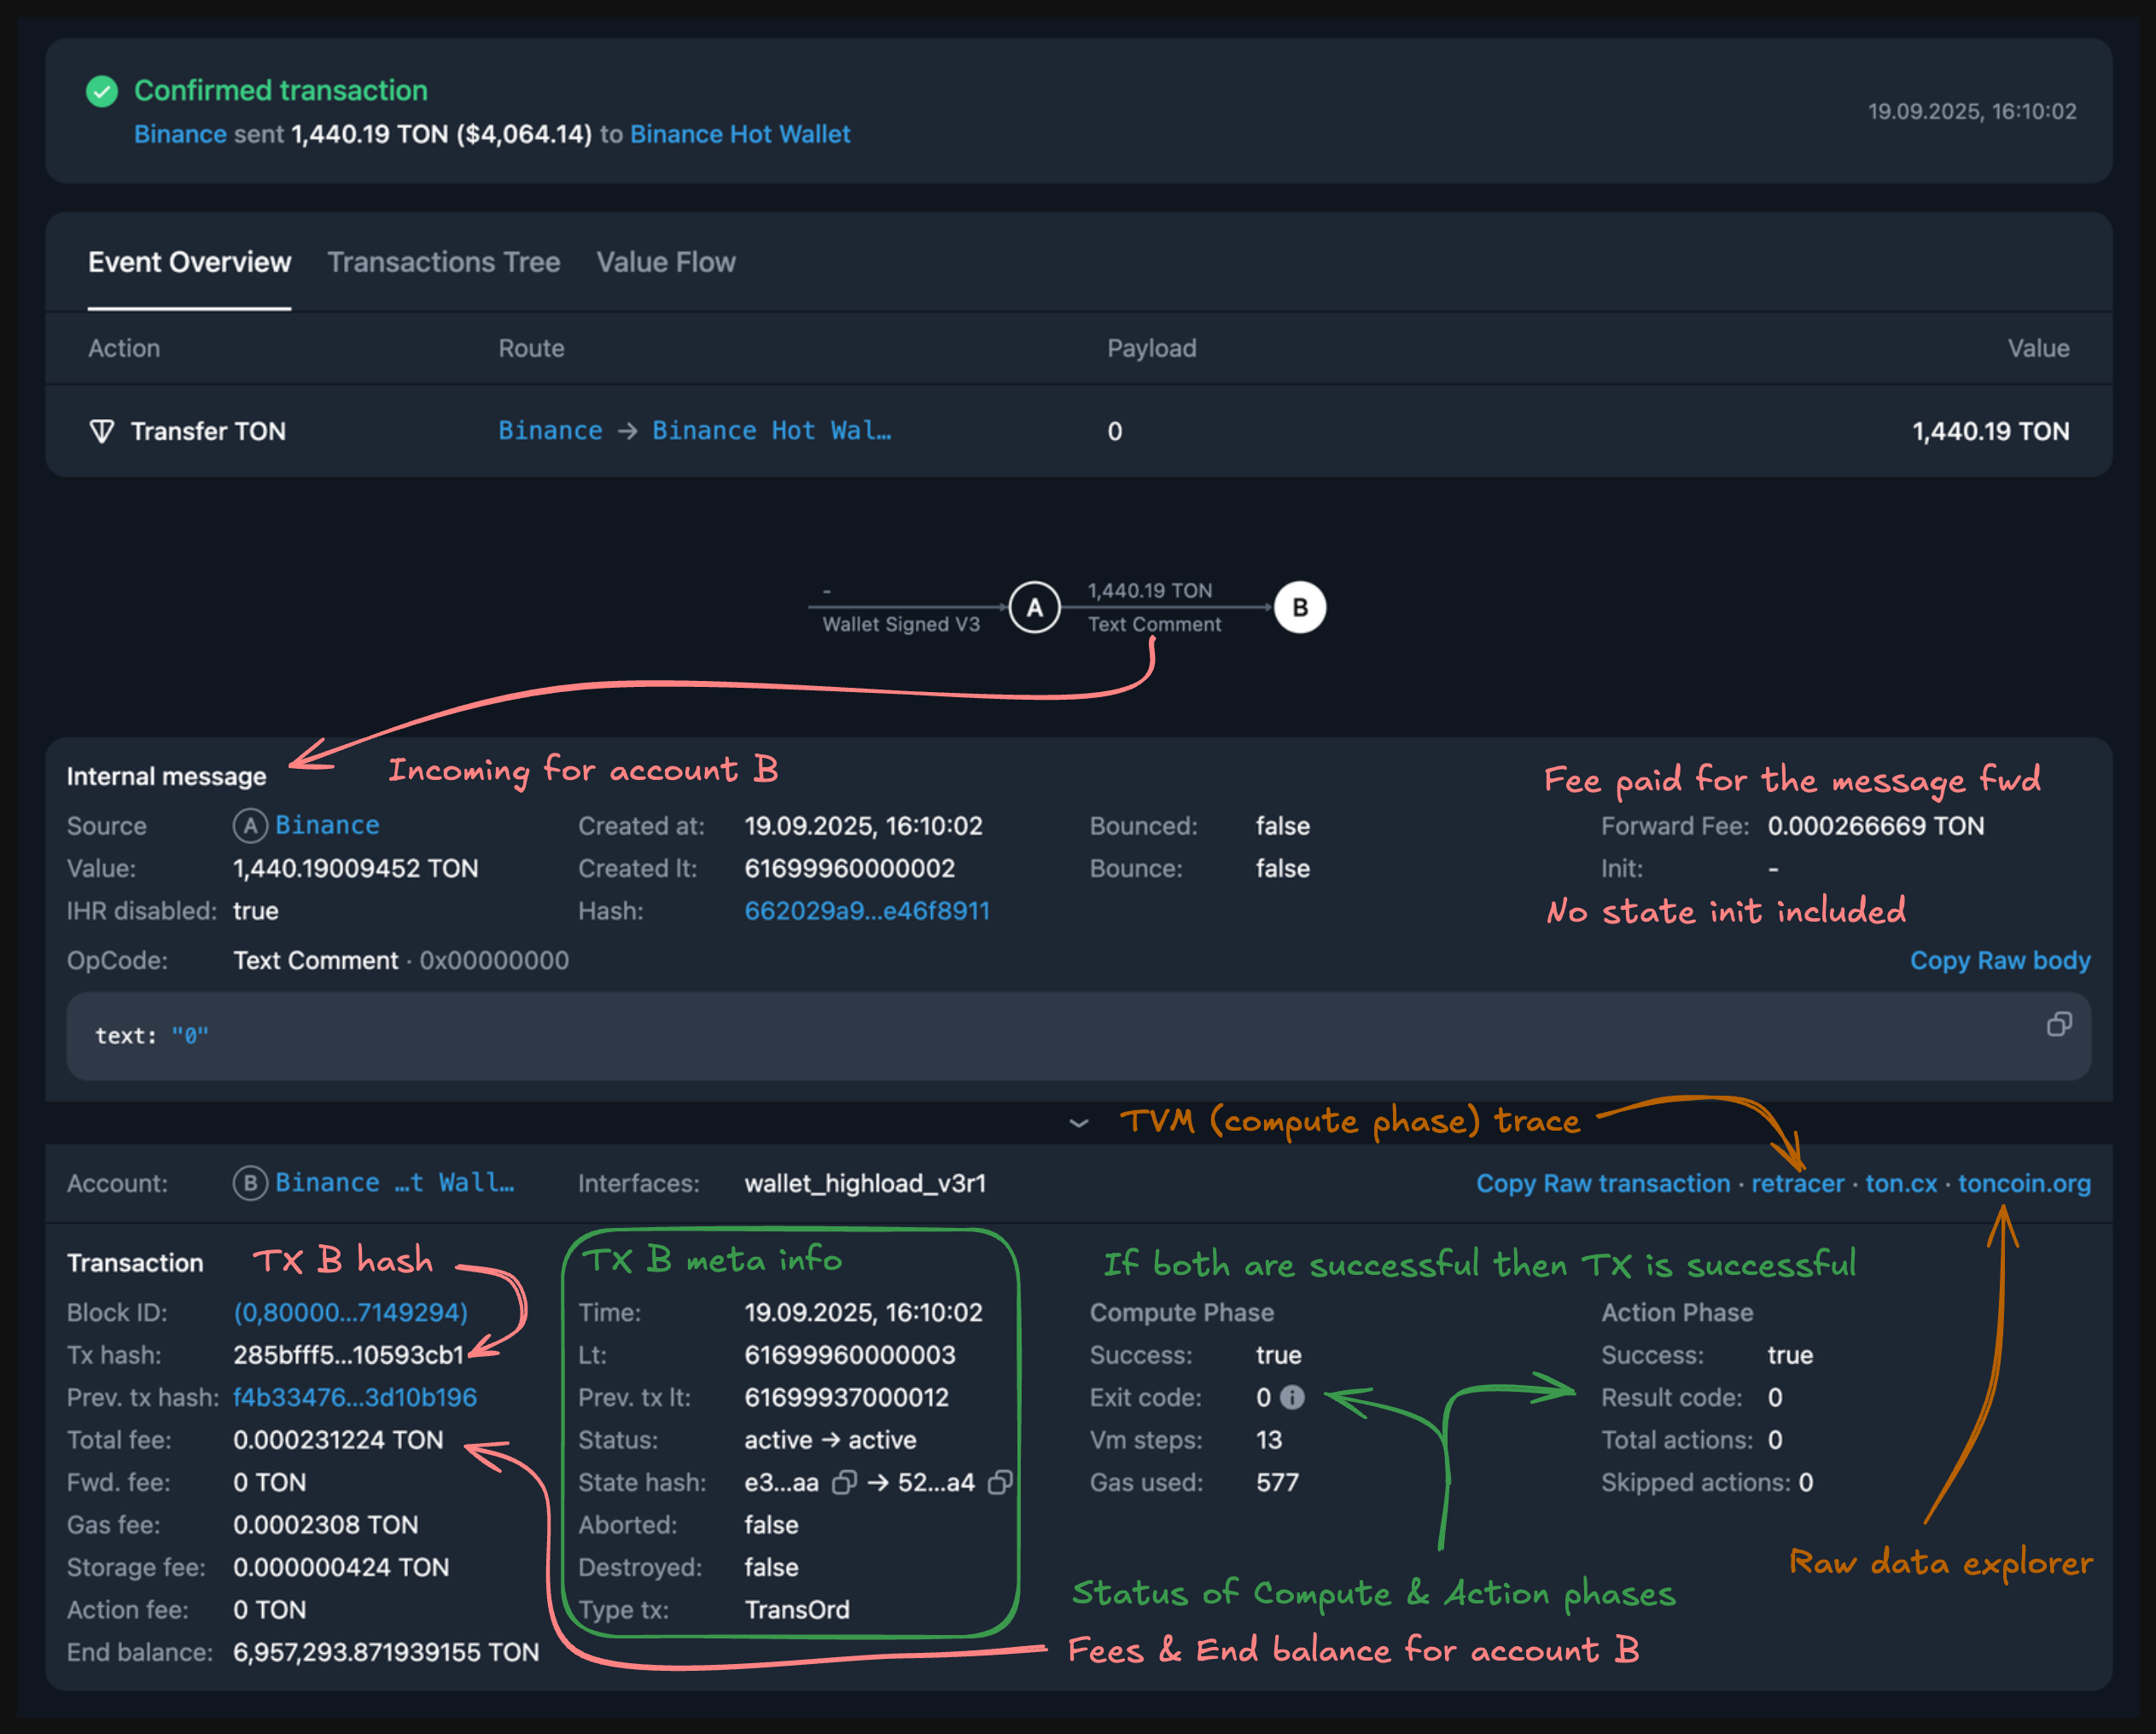 Confirmed transaction
Binance sent 1,440.19 TON ($4,064.14) to Binance Hot Wallet
19.09.2025, 16:10:02
Event Overview Transactions Tree Value Flow
Action Route Payload Value
Transfer TON Binance → Binance Hot Wal… 0 1,440.19 TON
- 
Wallet Signed V3
A
1,440.19 TON
Text Comment
B
Internal message
Incoming for account B
Fee paid for the message fwd
Source A Binance Created at: 19.09.2025, 16:10:02 Bounced: false Forward Fee: 0.000266669 TON
Value: 1,440.19009452 TON Created lt: 61699960000002 Bounce: false Init: -
IHR disabled: true Hash: 662029a9…e46f8911
No state init included
OpCode: Text Comment · 0x00000000 Copy Raw body
text: "0"
TVM (compute phase) trace
Account: B Binance …t Wall… Interfaces: wallet_highload_v3r1 Copy Raw transaction · retracer · ton.cx · toncoin.org
Transaction TX B hash TX B meta info If both are successful then TX is successful
Block ID: (0,80000…7149294) Time: 19.09.2025, 16:10:02 Compute Phase Action Phase
Tx hash: 285bfff5…10593cb1 Lt: 61699960000003 Success: true Success: true
Prev. tx hash: f4b33476…3d10b196 Prev. tx lt: 61699937000012 Exit code: 0 Result code: 0
Total fee: 0.000231224 TON Status: active → active Vm steps: 13 Total actions: 0
Fwd. fee: 0 TON State hash: e3…aa → 52…a4 Gas used: 577 Skipped actions: 0
Gas fee: 0.0002308 TON Aborted: false
Storage fee: 0.000000424 TON Destroyed: false
Raw data explorer
Action fee: 0 TON Type tx: TransOrd
Status of Compute & Action phases
End balance: 6,957,293.871939155 TON
Fees & End balance for account B